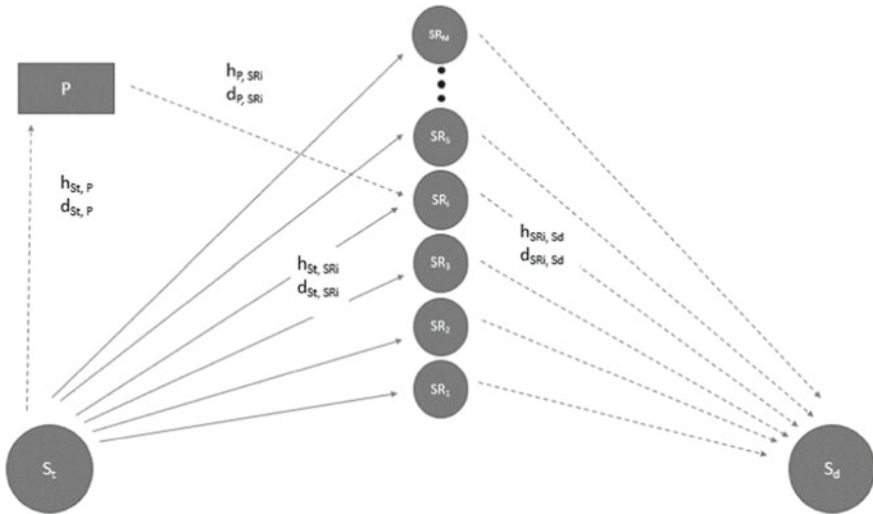 SR_M
h_P, SRi
d_P, SRi
P
SR_5
h_St, P
d_St, P
SR_i
h_SRi, Sd
d_SRi, Sd
SR_3
h_St, SRi
d_St, SRi
SR_2
SR_1
S_t
S_d